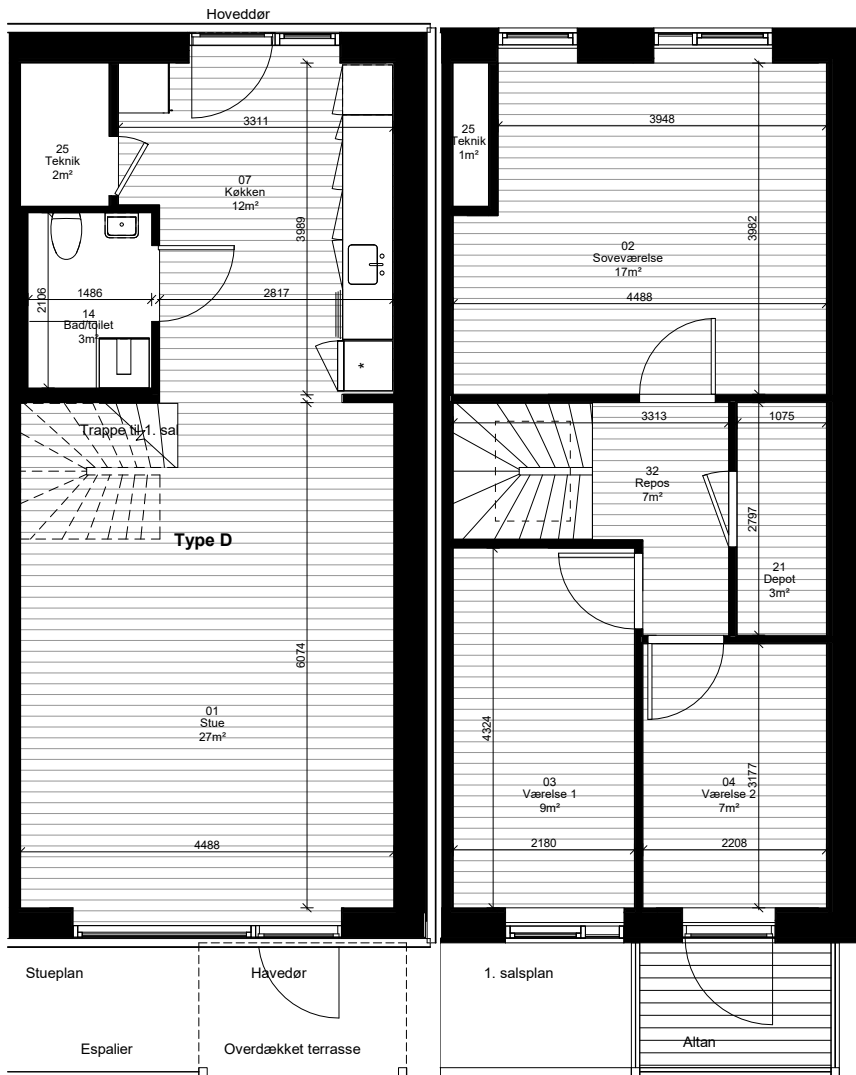 Hoveddør
3311
25
Teknik
2m²
07
Køkken
12m²
3989
2106
1486
2817
14
Bad/toilet
3m²
*
Trappe til 1. sal
Type D
6074
01
Stue
27m²
4488
Stueplan
Havedør
Espalier
Overdækket terrasse
3948
25
Teknik
1m²
3982
02
Soveværelse
17m²
4488
3313
1075
32
Repos
7m²
2797
21
Depot
3m²
4324
03
Værelse 1
9m²
04
Værelse 2
7m²
3177
2180
2208
1. salsplan
Altan